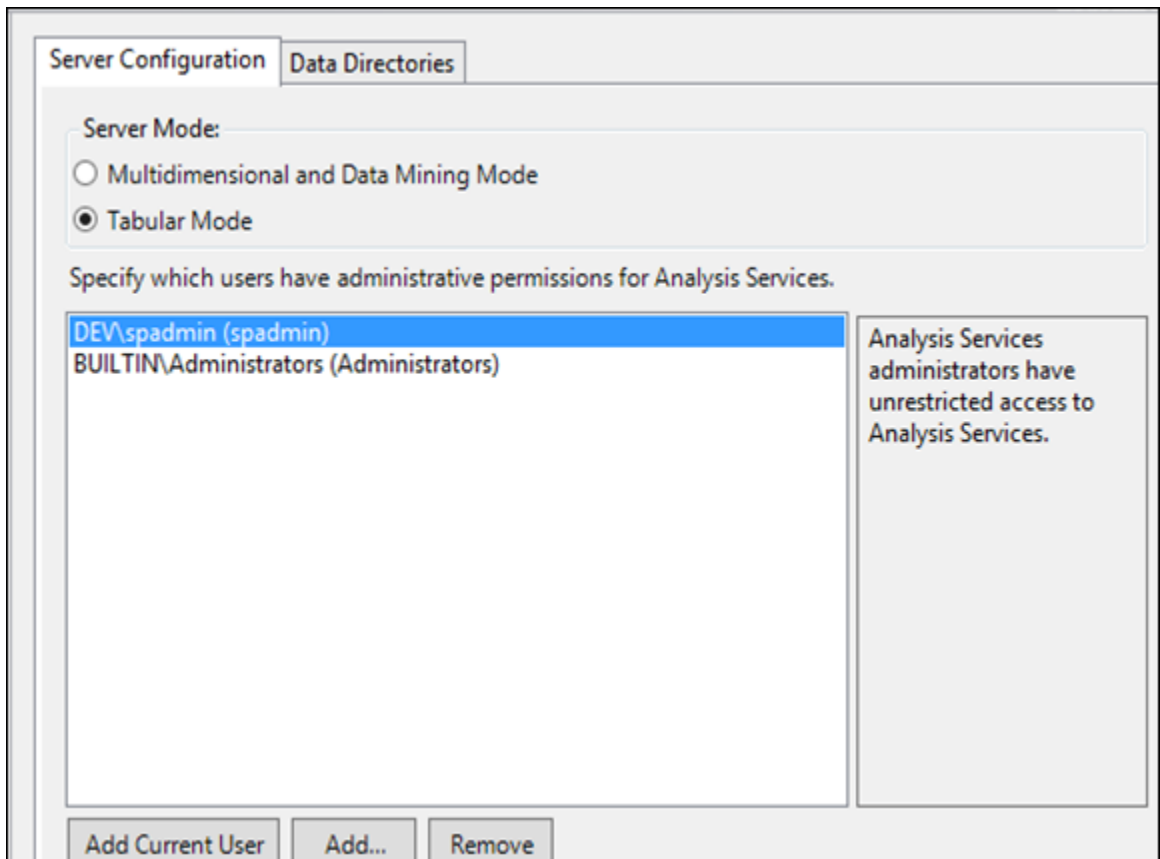 Server Configuration
Data Directories
Server Mode:
Multidimensional and Data Mining Mode
Tabular Mode
Specify which users have administrative permissions for Analysis Services.
DEV\spadmin (spadmin)
BUILTIN\Administrators (Administrators)
Analysis Services
administrators have
unrestricted access to
Analysis Services.
Add Current User
Add...
Remove